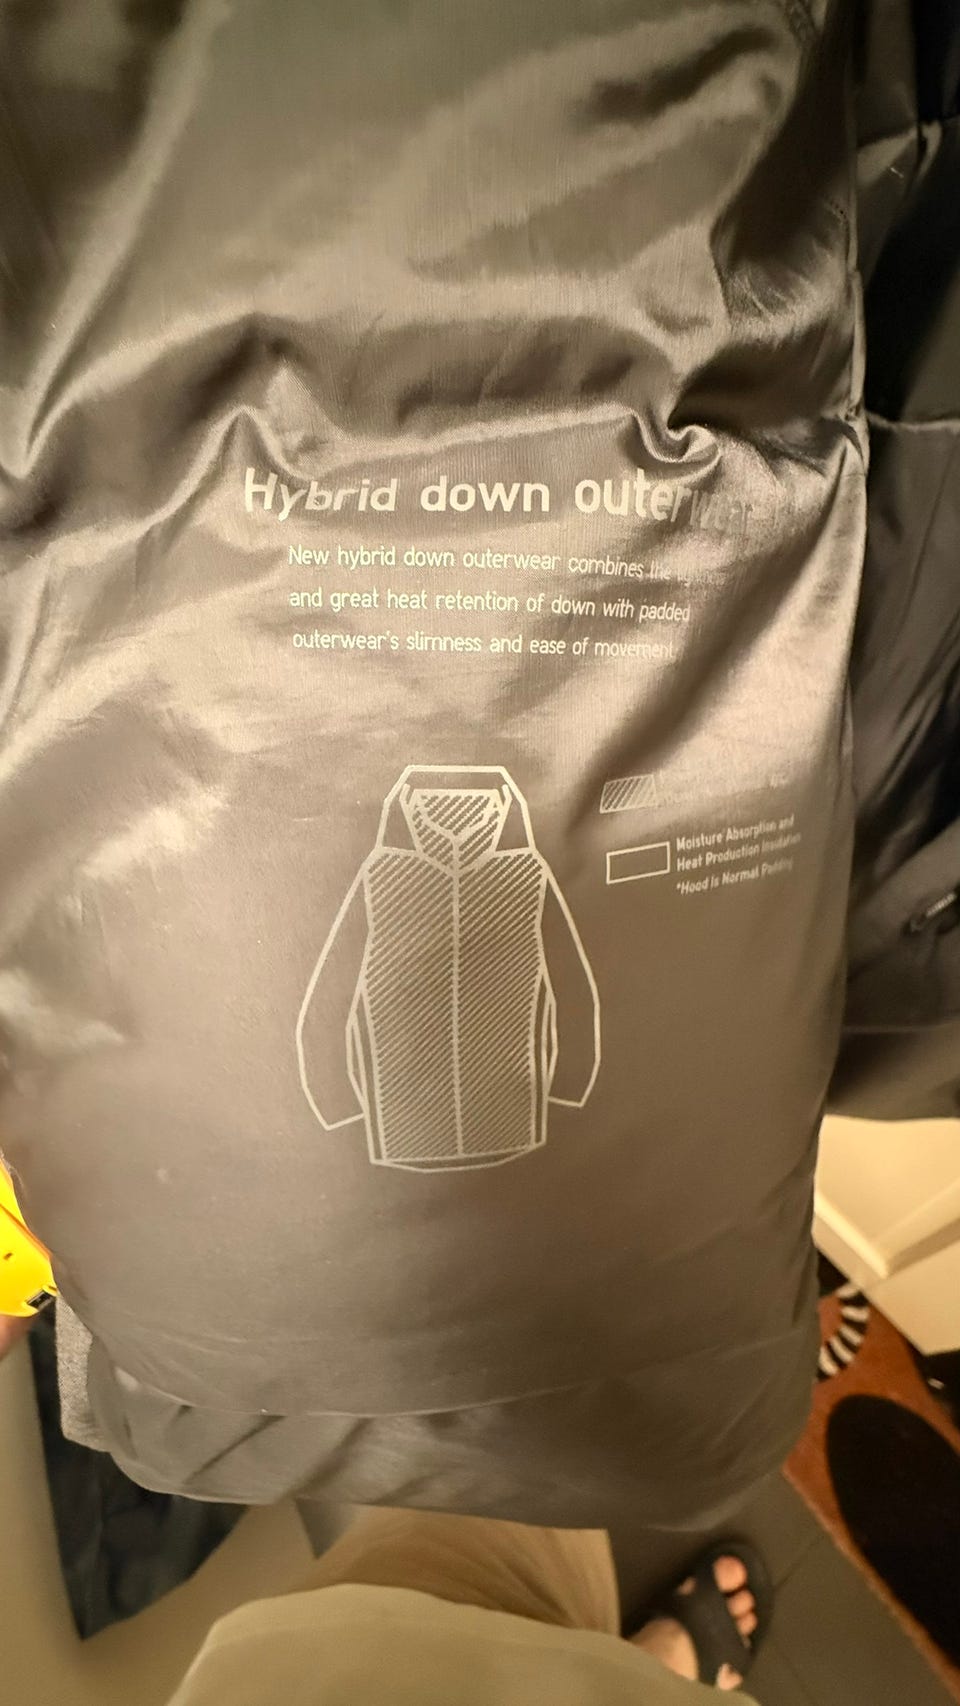 Hybrid down outerwear
New hybrid down outerwear combines the
and great heat retention of down with padded
outerwear's slimness and ease of movement
Moisture Absorption and
Heat Production Insulation
*Hood Is Normal Padding